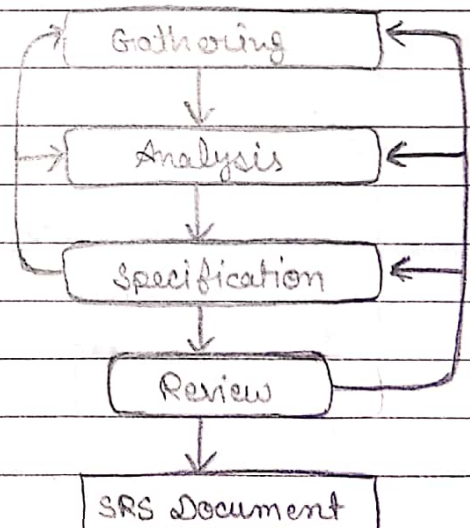 Gathering
Analysis
Specification
Review
SRS Document